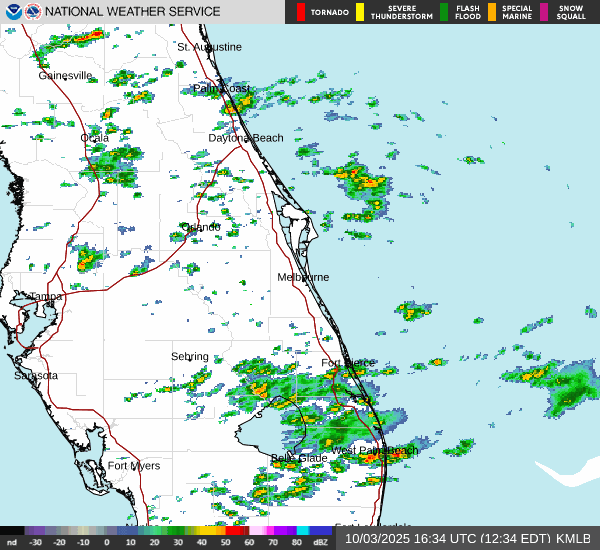 NATIONAL WEATHER SERVICE
TORNADO
SEVERE THUNDERSTORM
FLASH FLOOD
SPECIAL MARINE
SNOW SQUALL
St. Augustine
Gainesville
Palm Coast
Ocala
Daytona Beach
Orlando
Melbourne
Tampa
Sebring
Fort Pierce
Sarasota
West Palm Beach
Belle Glade
Fort Myers
nd -30 -20 -10 0 10 20 30 40 50 60 70 80 dBZ
10/03/2025 16:34 UTC (12:34 EDT) KMLB